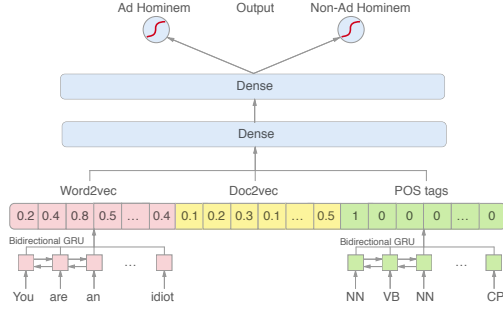 Ad Hominem Output Non-Ad Hominem
Dense
Dense
Word2vec Doc2vec POS tags
0.2 0.4 0.8 0.5 … 0.4 0.1 0.2 0.3 0.1 … 0.5 1 0 0 0 … 0
Bidirectional GRU Bidirectional GRU
... ...
You are an idiot NN VB NN CP